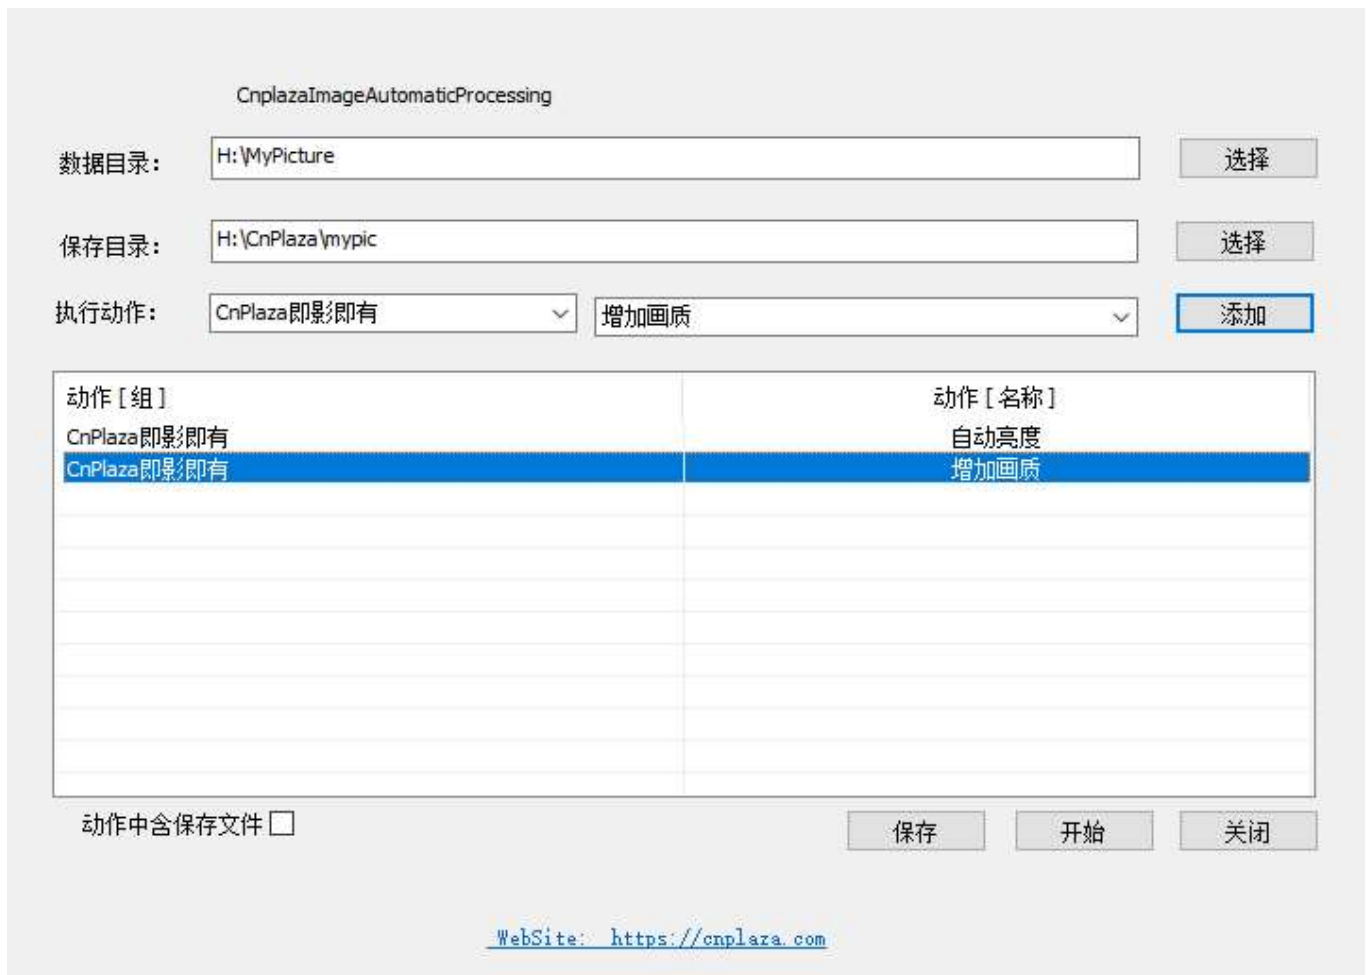 CnplazaImageAutomaticProcessing
数据目录: H:\MyPicture 选择
保存目录: H:\CnPlaza\mypic 选择
执行动作: CnPlaza即影即有 增加画质 添加
动作[组] 动作[名称]
CnPlaza即影即有 自动亮度
CnPlaza即影即有 增加画质
动作中含保存文件 保存 开始 关闭
WebSite: https://cnplaza.com